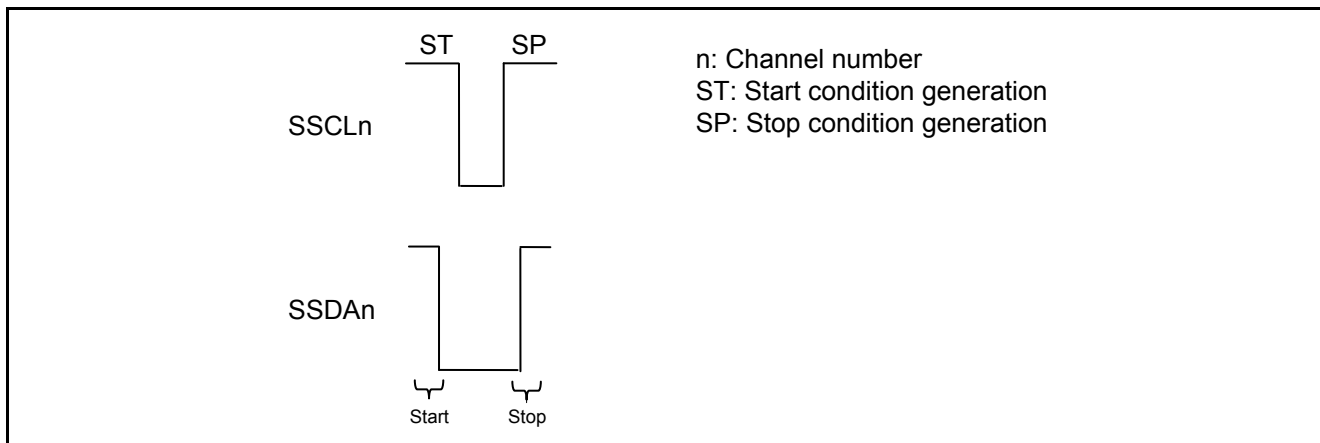 ST SP
n: Channel number
ST: Start condition generation
SP: Stop condition generation
SSCLn
SSDAn
Start Stop